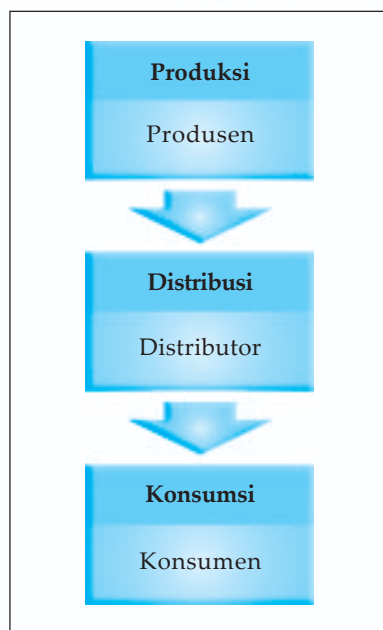 Produksi
Produsen
Distribusi
Distributor
Konsumsi
Konsumen